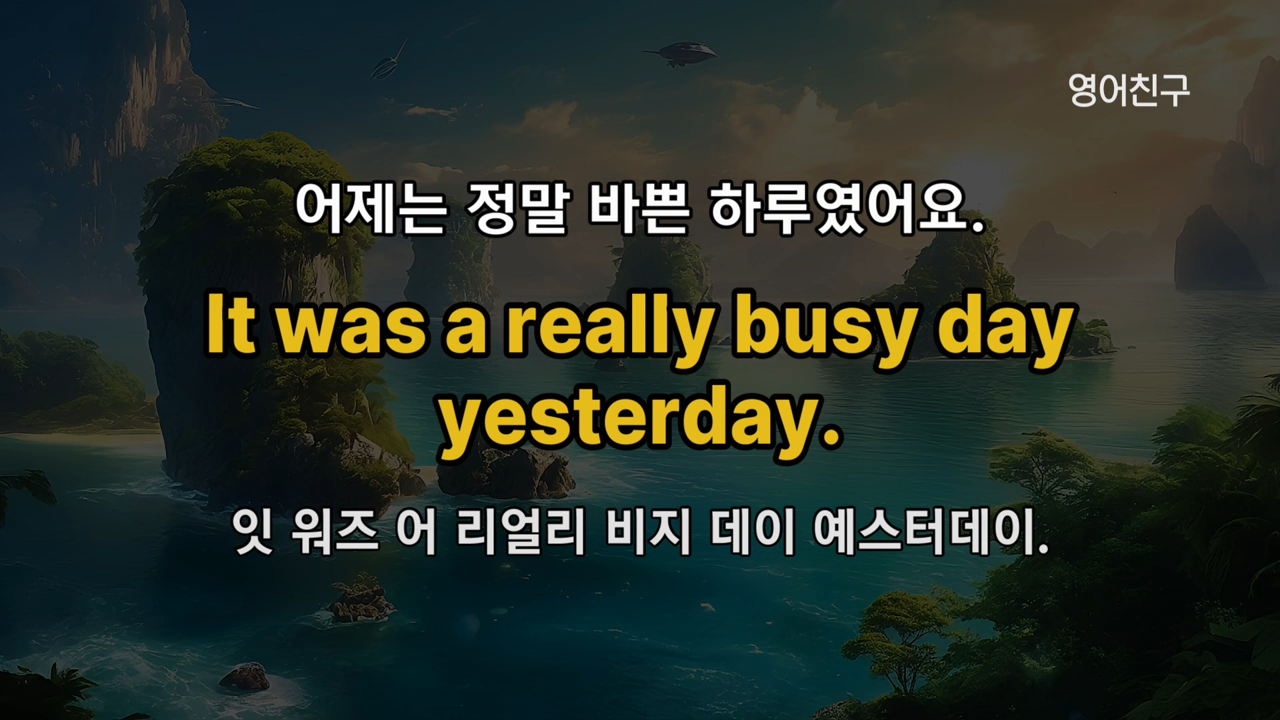 영어친구
어제는 정말 바쁜 하루였어요.
It was a really busy day
yesterday.
잇 워즈 어 리얼리 비지 데이 예스터데이.